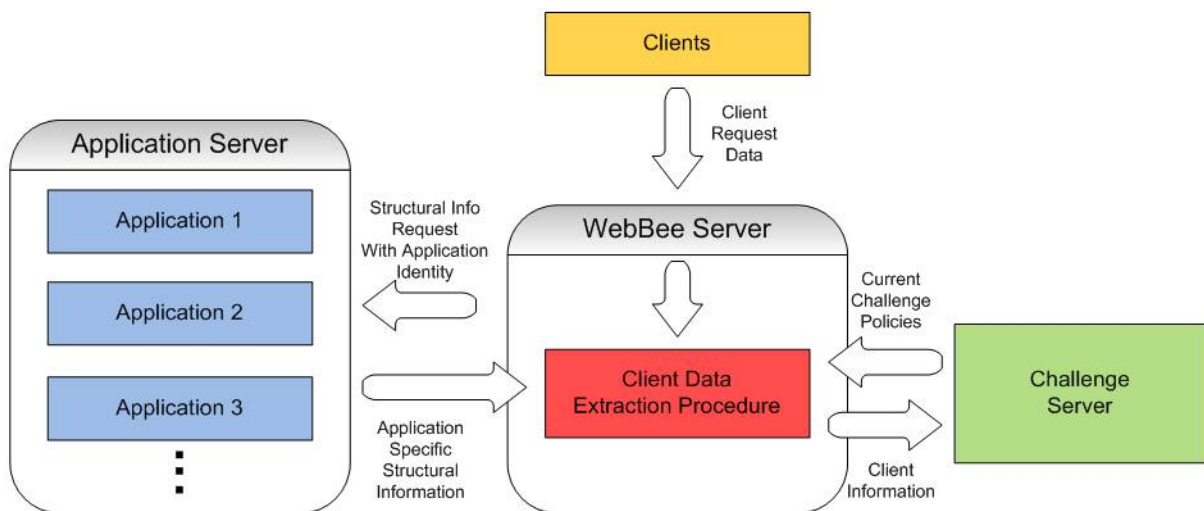 Clients
Client
Request
Data
Application Server
Application 1
Application 2
Application 3
Structural Info
Request
With Application
Identity
Application
Specific
Structural
Information
WebBee Server
Client Data
Extraction Procedure
Current
Challenge
Policies
Client
Information
Challenge
Server